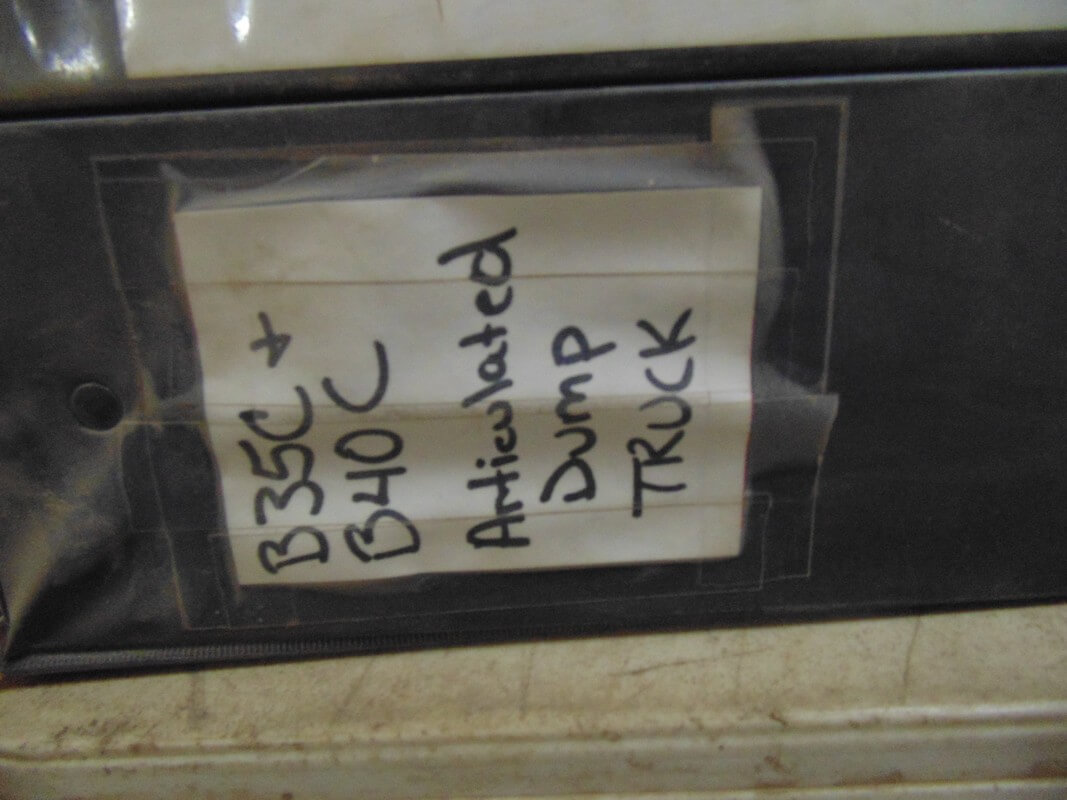 B35C +
B40C
Articulated
Dump
TRUCK